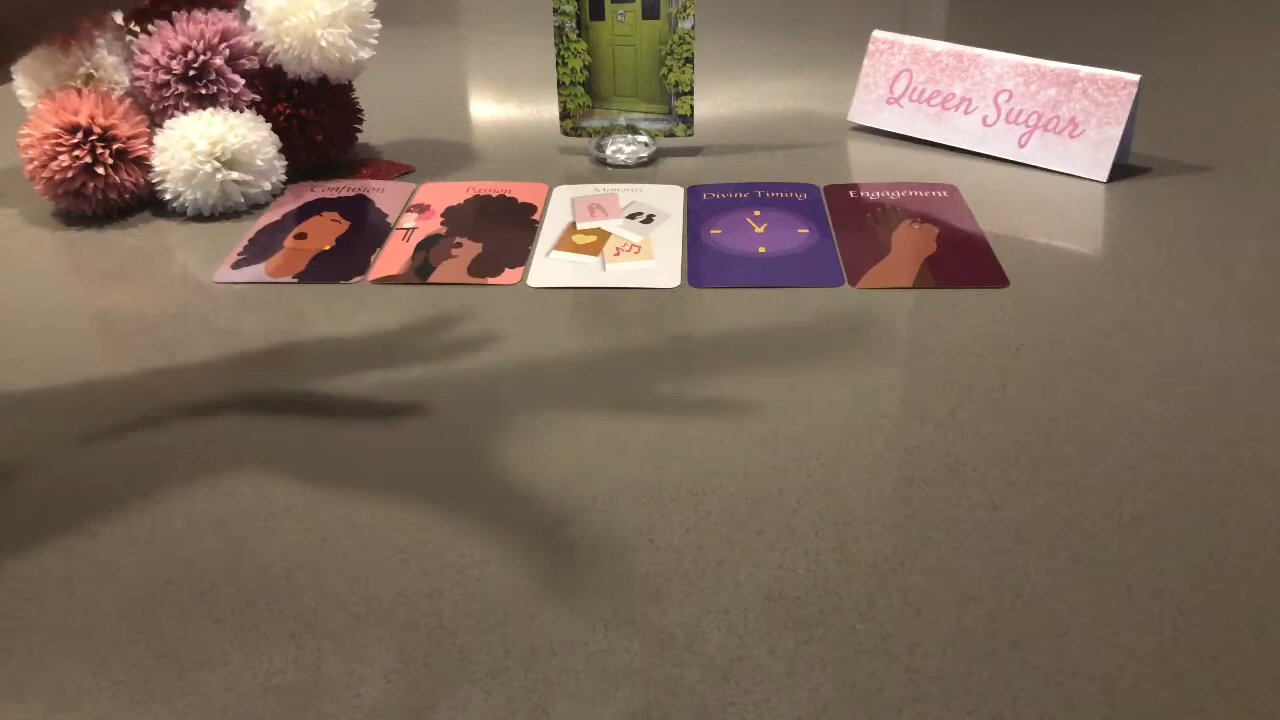 Queen Sugar
Confusion
Passion
Divine Timing
Engagement